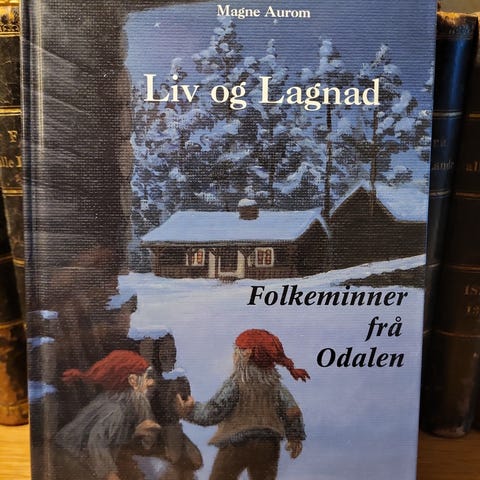 Magne Aurom
Liv og Lagnad
Folkeminner
frå
Odalen